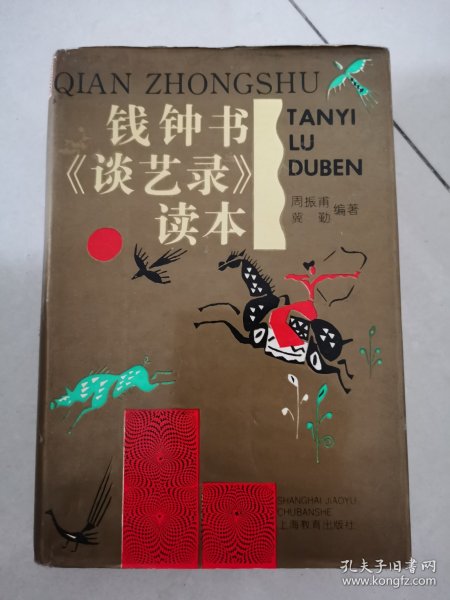 QIAN ZHONGSHU
钱钟书
《谈艺录》
读本
TANYI
LU
DUBEN
周振甫
冀勤
编著
SHANGHAI JIAOYU
CHUBANSHE
上海教育出版社
孔夫子旧书网
www.kongfz.com